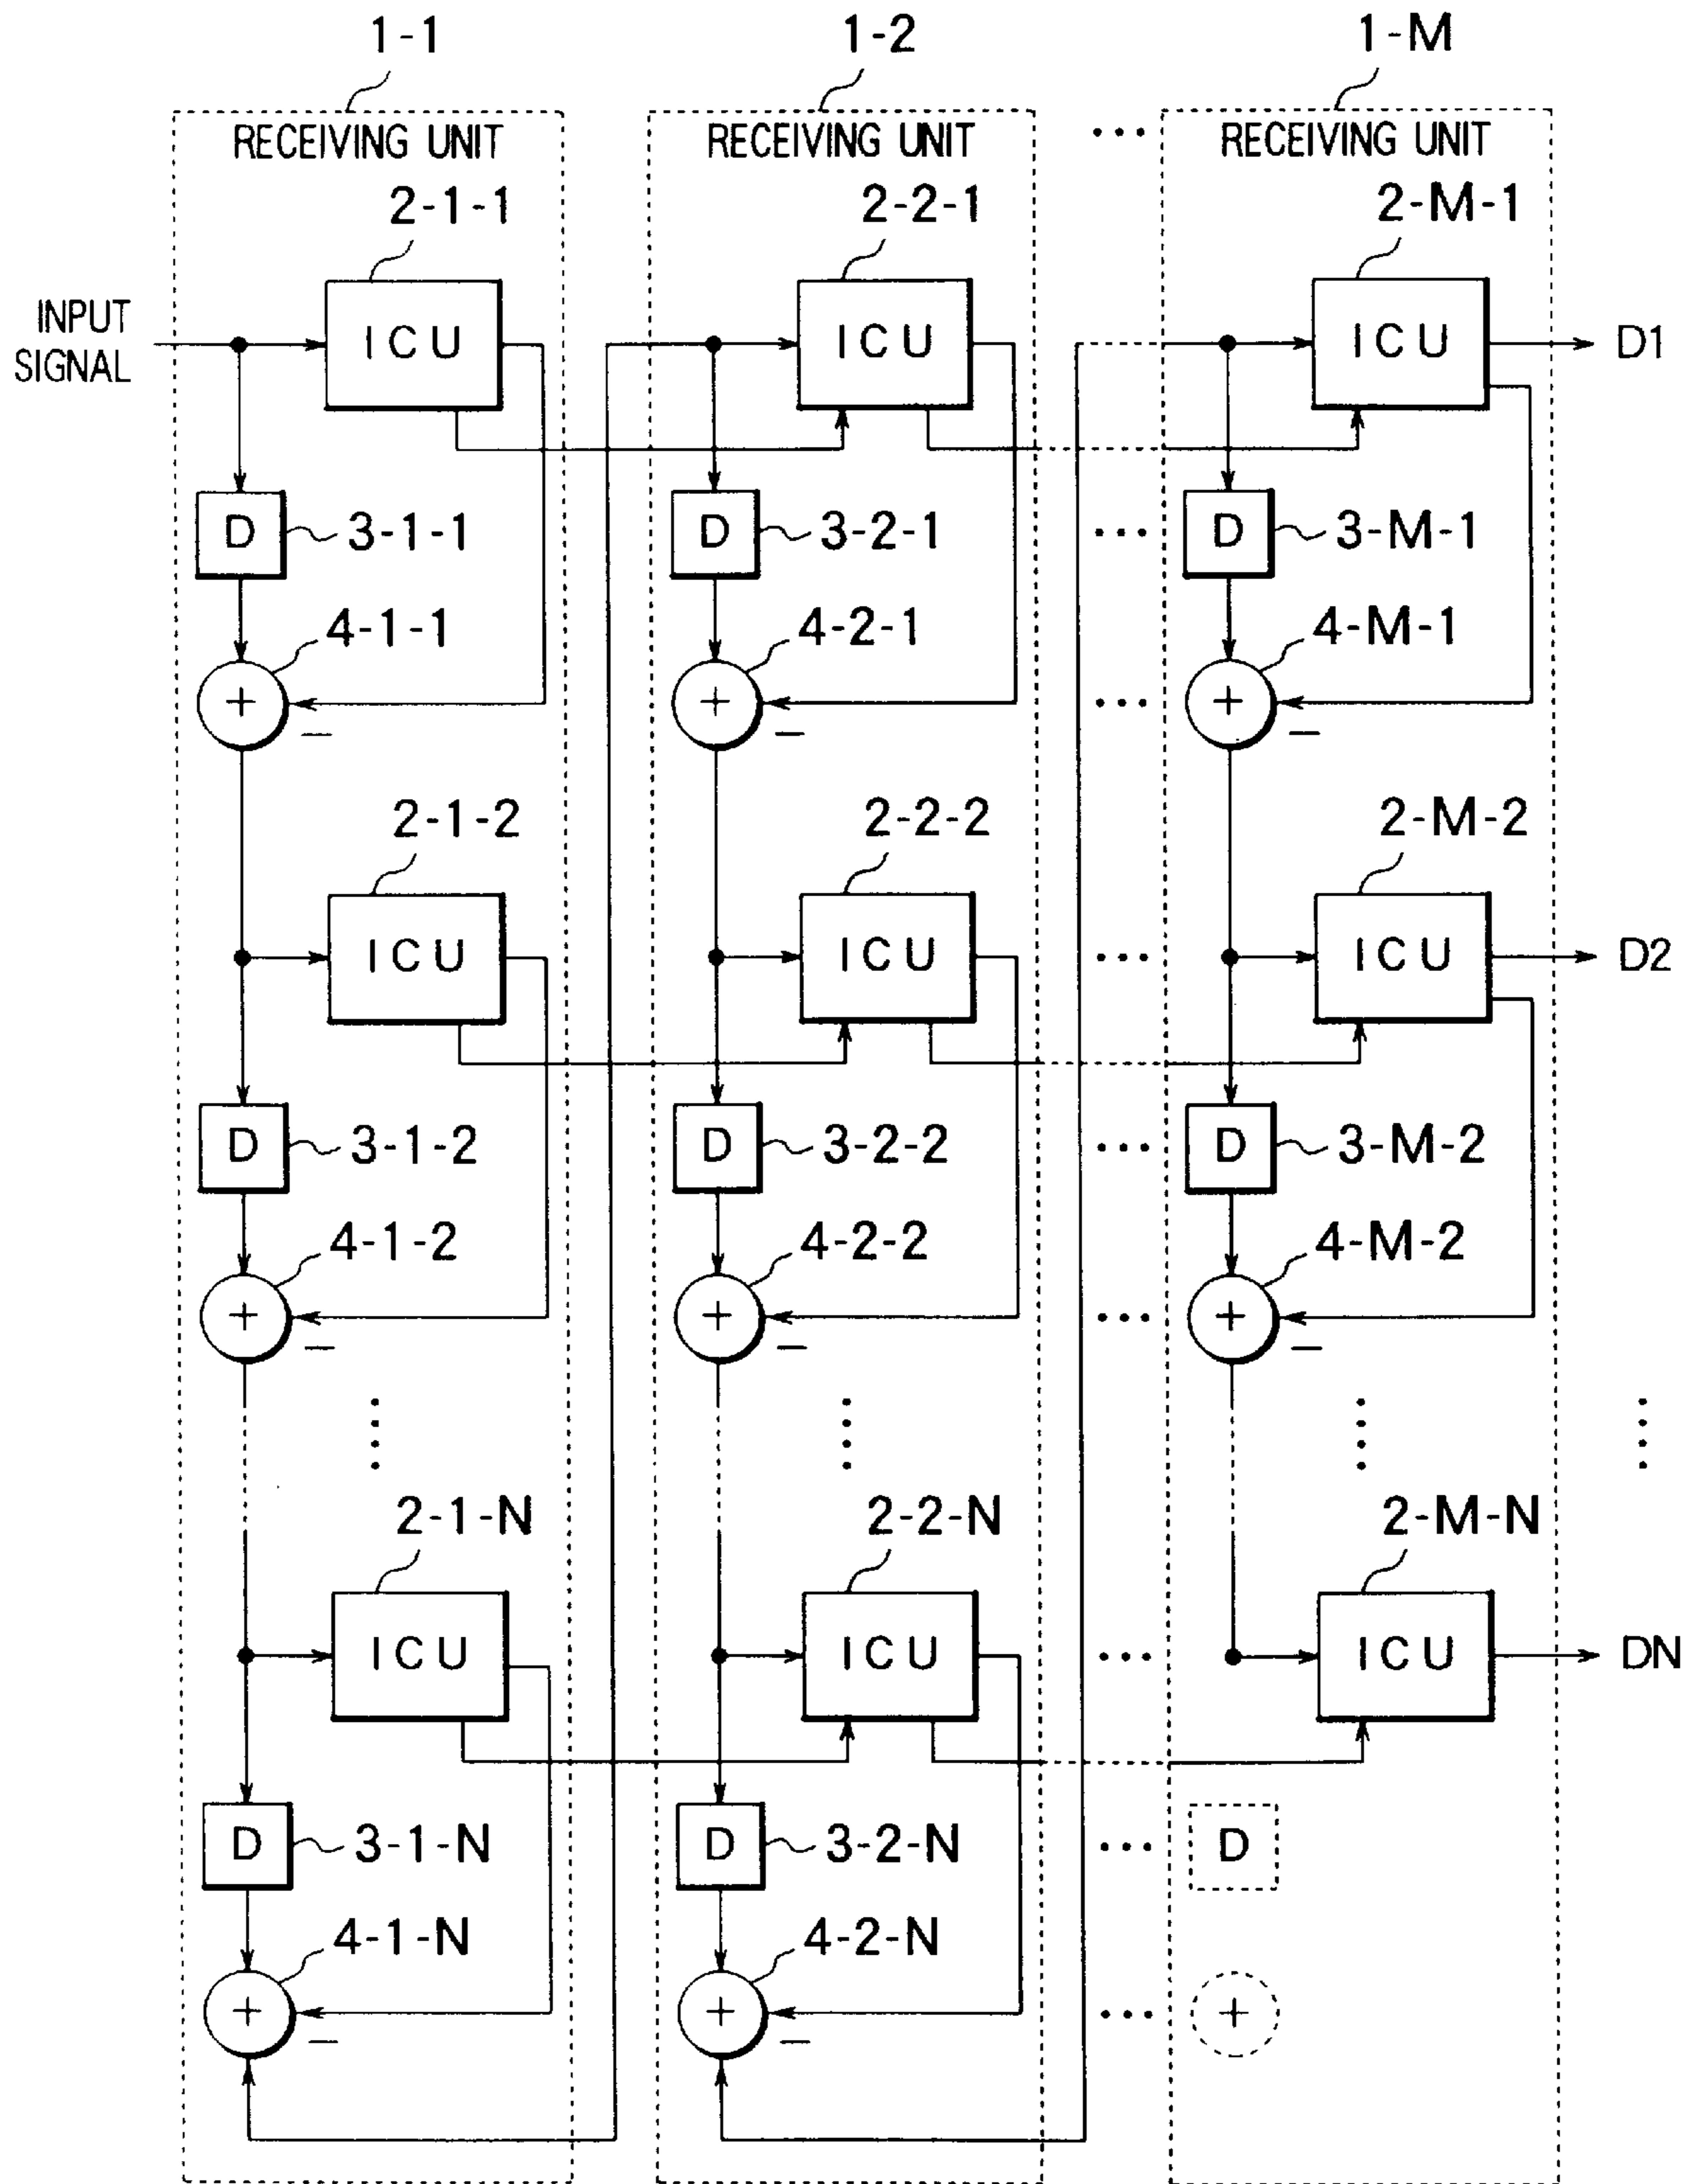 1-1 1-2 1-M
RECEIVING UNIT RECEIVING UNIT ... RECEIVING UNIT
2-1-1 2-2-1 2-M-1
INPUT SIGNAL
ICU ICU ICU D1
D 3-1-1 D 3-2-1 ... D 3-M-1
4-1-1 4-2-1 4-M-1
+ + ... +
− − −
2-1-2 2-2-2 2-M-2
ICU ICU ... ICU D2
D 3-1-2 D 3-2-2 ... D 3-M-2
4-1-2 4-2-2 4-M-2
+ + ... +
− − −
2-1-N 2-2-N 2-M-N
ICU ICU ... ICU DN
D 3-1-N D 3-2-N ... D
4-1-N 4-2-N
+ + ... +
− −